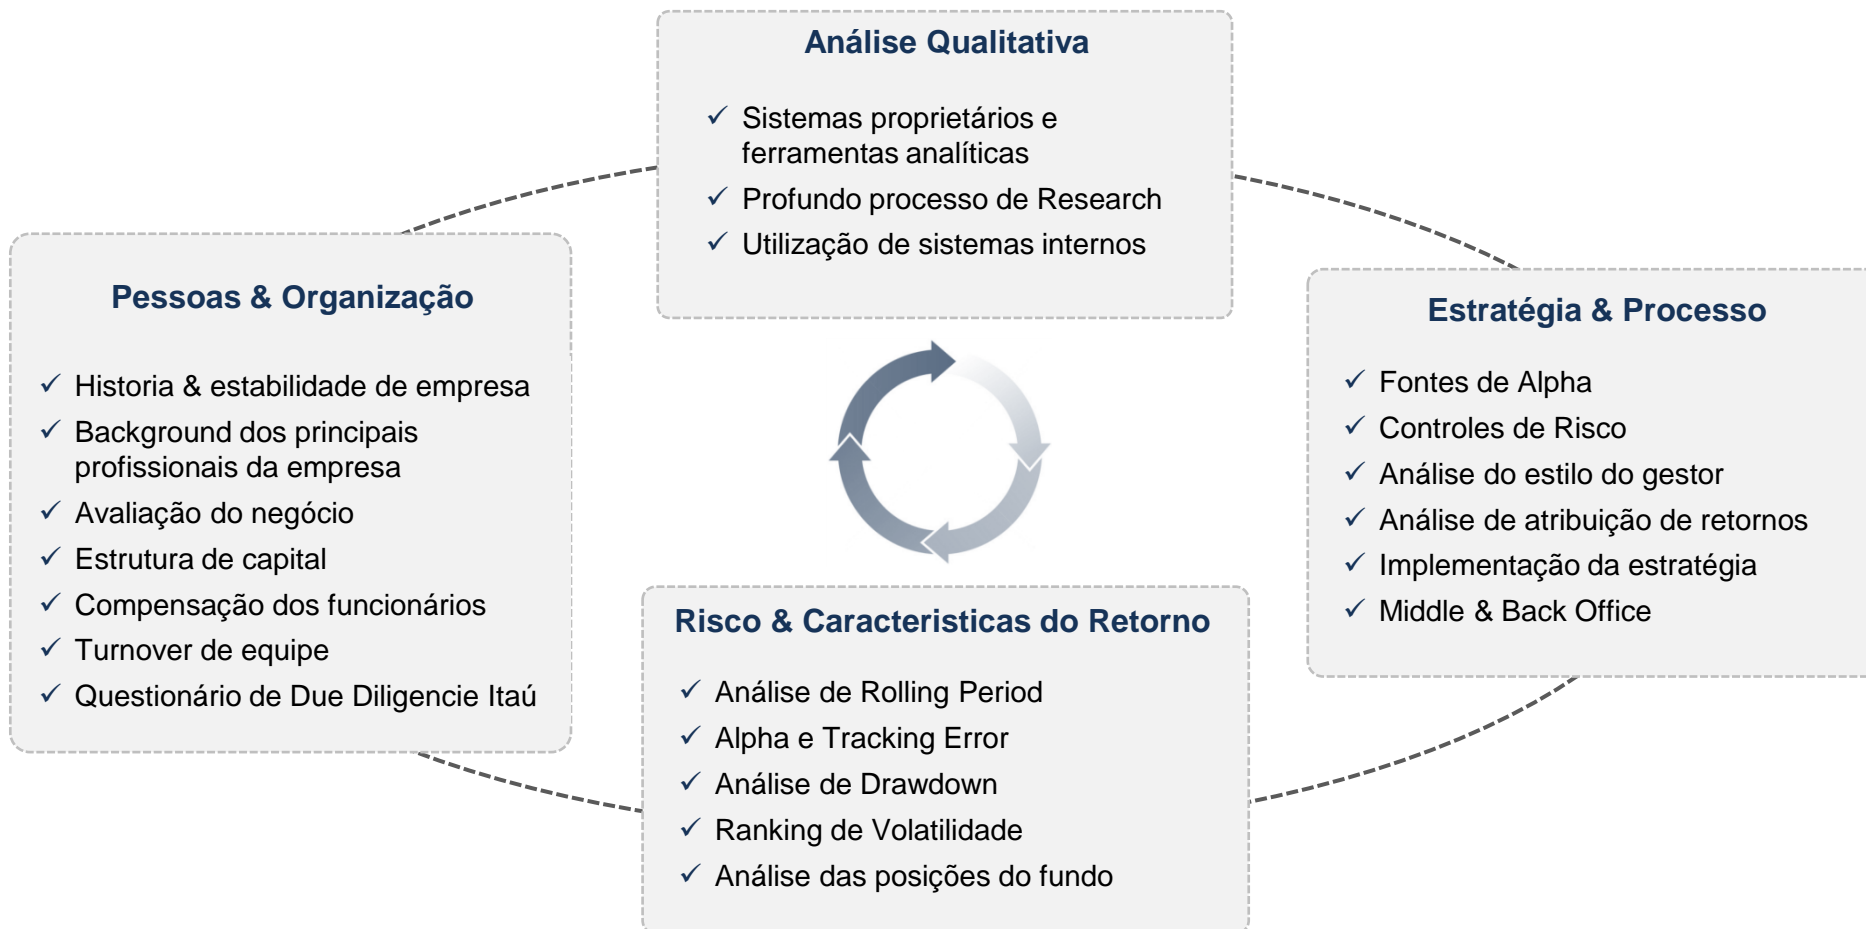 Análise Qualitativa
Sistemas proprietários e
ferramentas analíticas
Profundo processo de Research
Utilização de sistemas internos
Pessoas & Organização
Historia & estabilidade de empresa
Background dos principais
profissionais da empresa
Avaliação do negócio
Estrutura de capital
Compensação dos funcionários
Turnover de equipe
Questionário de Due Diligencie Itaú
Estratégia & Processo
Fontes de Alpha
Controles de Risco
Análise do estilo do gestor
Análise de atribuição de retornos
Implementação da estratégia
Middle & Back Office
Risco & Caracteristicas do Retorno
Análise de Rolling Period
Alpha e Tracking Error
Análise de Drawdown
Ranking de Volatilidade
Análise das posições do fundo